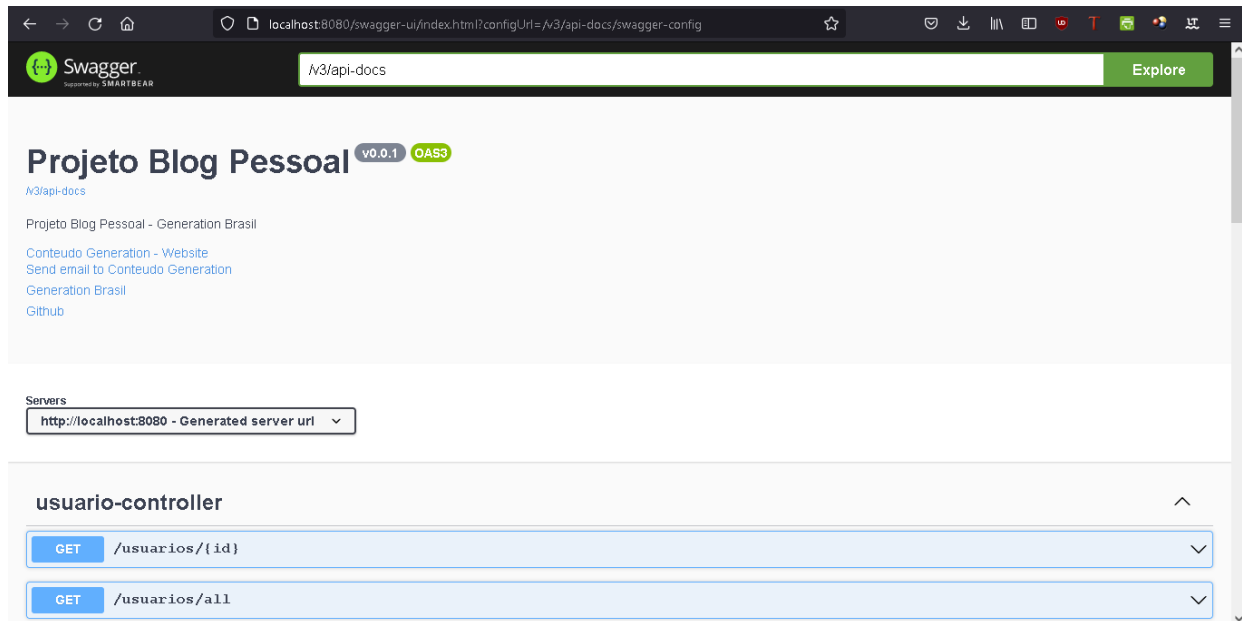 localhost:8080/swagger-ui/index.html?configUrl=/v3/api-docs/swagger-config
Swagger.
Supported by SMARTBEAR
/v3/api-docs
Explore
Projeto Blog Pessoal v0.0.1 OAS3
/v3/api-docs
Projeto Blog Pessoal - Generation Brasil
Conteudo Generation - Website
Send email to Conteudo Generation
Generation Brasil
Github
Servers
http://localhost:8080 - Generated server url
usuario-controller
GET /usuarios/{id}
GET /usuarios/all